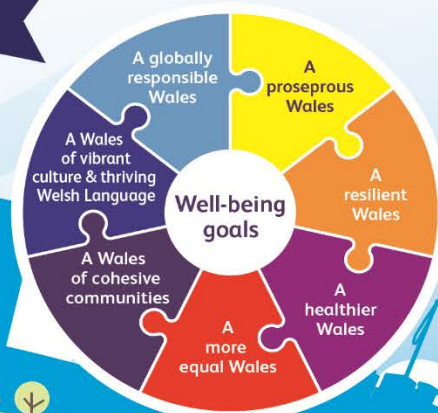 Well-being
goals
A
proseprous
Wales
A
resilient
Wales
A
healthier
Wales
A
more
equal Wales
A Wales
of cohesive
communities
A Wales
of vibrant
culture & thriving
Welsh Language
A globally
responsible
Wales